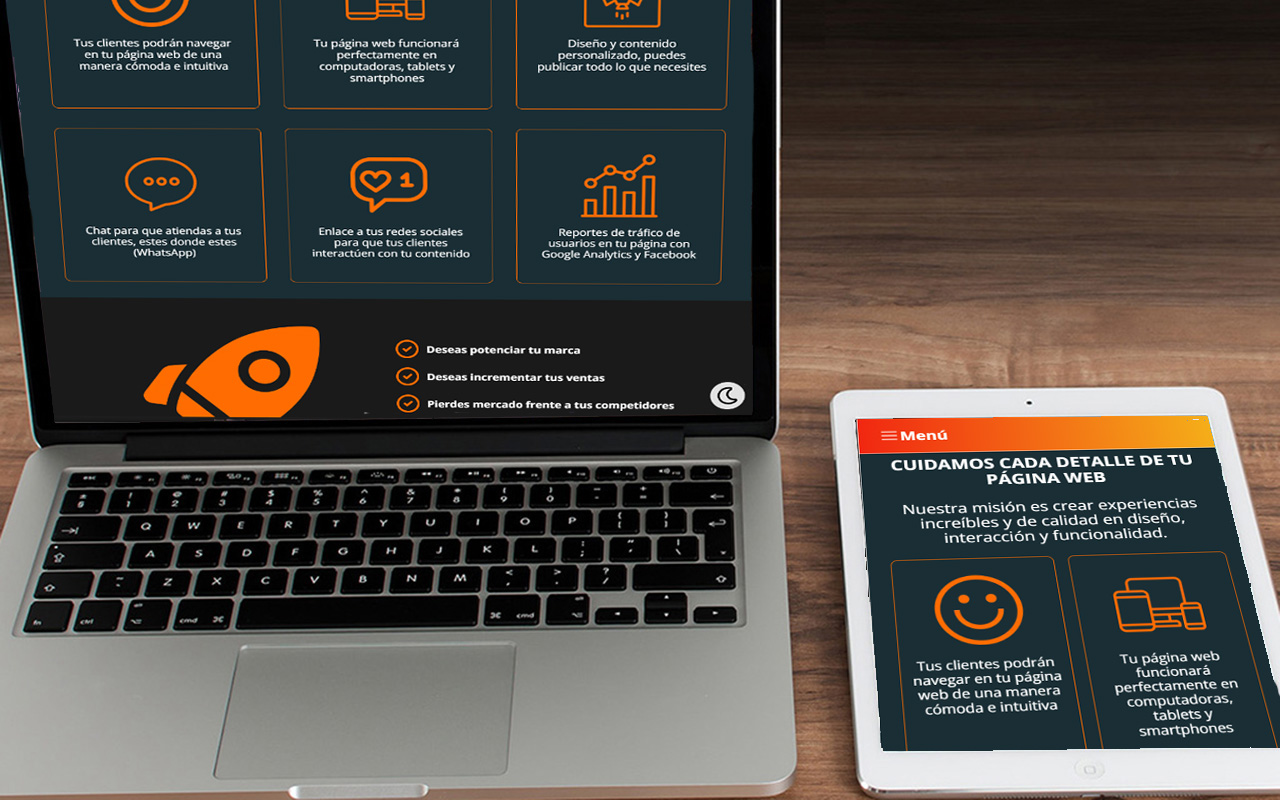 Tus clientes podrán navegar
en tu página web de una
manera cómoda e intuitiva
Tu página web funcionará
perfectamente en
computadoras, tablets y
smartphones
Diseño y contenido
personalizado, puedes
publicar todo lo que necesites
Chat para que atiendas a tus
clientes, estes donde estes
(WhatsApp)
1
Enlace a tus redes sociales
para que tus clientes
interactúen con tu contenido
Reportes de tráfico de
usuarios en tu página con
Google Analytics y Facebook
Deseas potenciar tu marca
Deseas incrementar tus ventas
Pierdes mercado frente a tus competidores
Menú
CUIDAMOS CADA DETALLE DE TU
PÁGINA WEB
Nuestra misión es crear experiencias
increíbles y de calidad en diseño,
interacción y funcionalidad.
Tus clientes podrán
navegar en tu página
web de una manera
cómoda e intuitiva
Tu página web
funcionará
perfectamente en
computadoras,
tablets y
smartphones
esc
Q W E R T Y U I O P
A S D F G H J K L
Z X C V B N M
fn ctrl cmd cmd